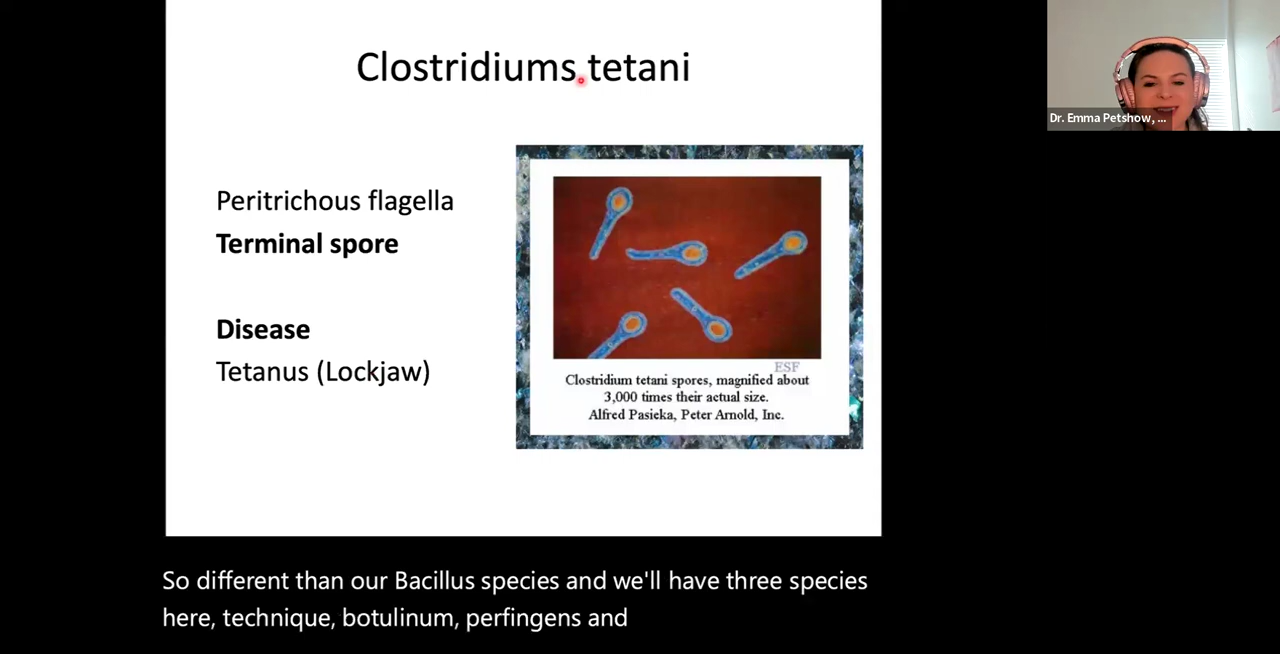 Clostridiums tetani
Dr. Emma Petshow, ...
Peritrichous flagella
Terminal spore
Disease
Tetanus (Lockjaw)
ESF
Clostridium tetani spores, magnified about
3,000 times their actual size.
Alfred Pasieka, Peter Arnold, Inc.
So different than our Bacillus species and we'll have three species
here, technique, botulinum, perfingens and